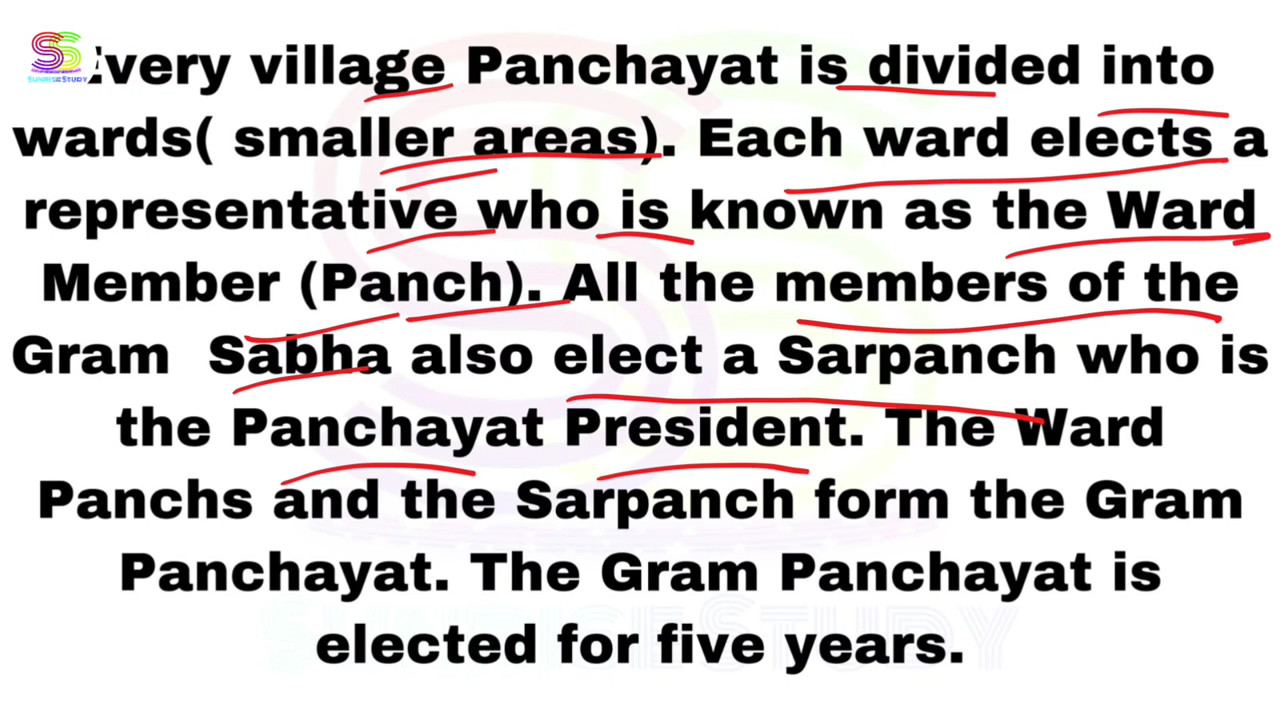 SUNRISESTUDY
Every village Panchayat is divided into
wards( smaller areas). Each ward elects a
representative who is known as the Ward
Member (Panch). All the members of the
Gram Sabha also elect a Sarpanch who is
the Panchayat President. The Ward
Panchs and the Sarpanch form the Gram
Panchayat. The Gram Panchayat is
elected for five years.
SUNRISESTUDY